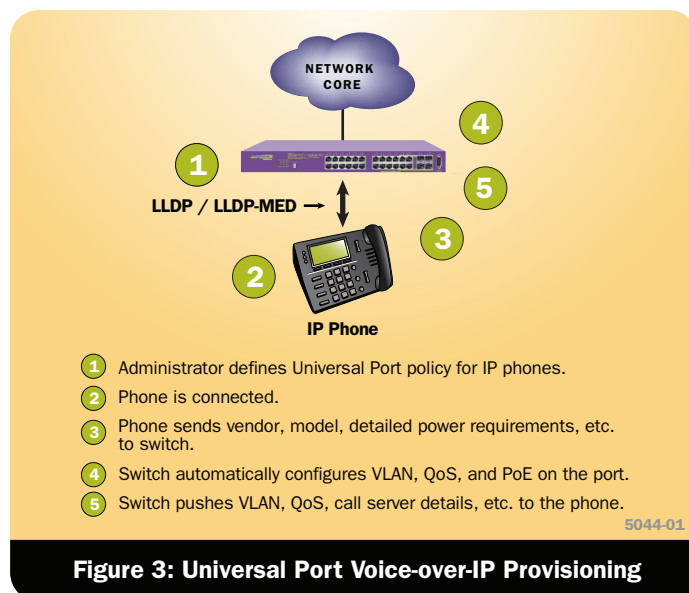 NETWORK
CORE
4
1
5
LLDP / LLDP-MED
3
2
IP Phone
1 Administrator defines Universal Port policy for IP phones.
2 Phone is connected.
3 Phone sends vendor, model, detailed power requirements, etc.
to switch.
4 Switch automatically configures VLAN, QoS, and PoE on the port.
5 Switch pushes VLAN, QoS, call server details, etc. to the phone.
5044-01
Figure 3: Universal Port Voice-over-IP Provisioning